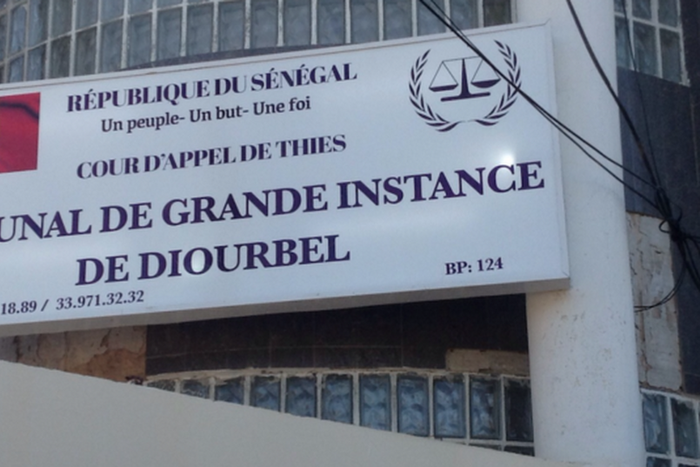 RÉPUBLIQUE DU SÉNÉGAL
Un peuple- Un but- Une foi
COUR D'APPEL DE THIES
UNAL DE GRANDE INSTANCE
DE DIOURBEL
BP: 124
18.89 / 33.971.32.32